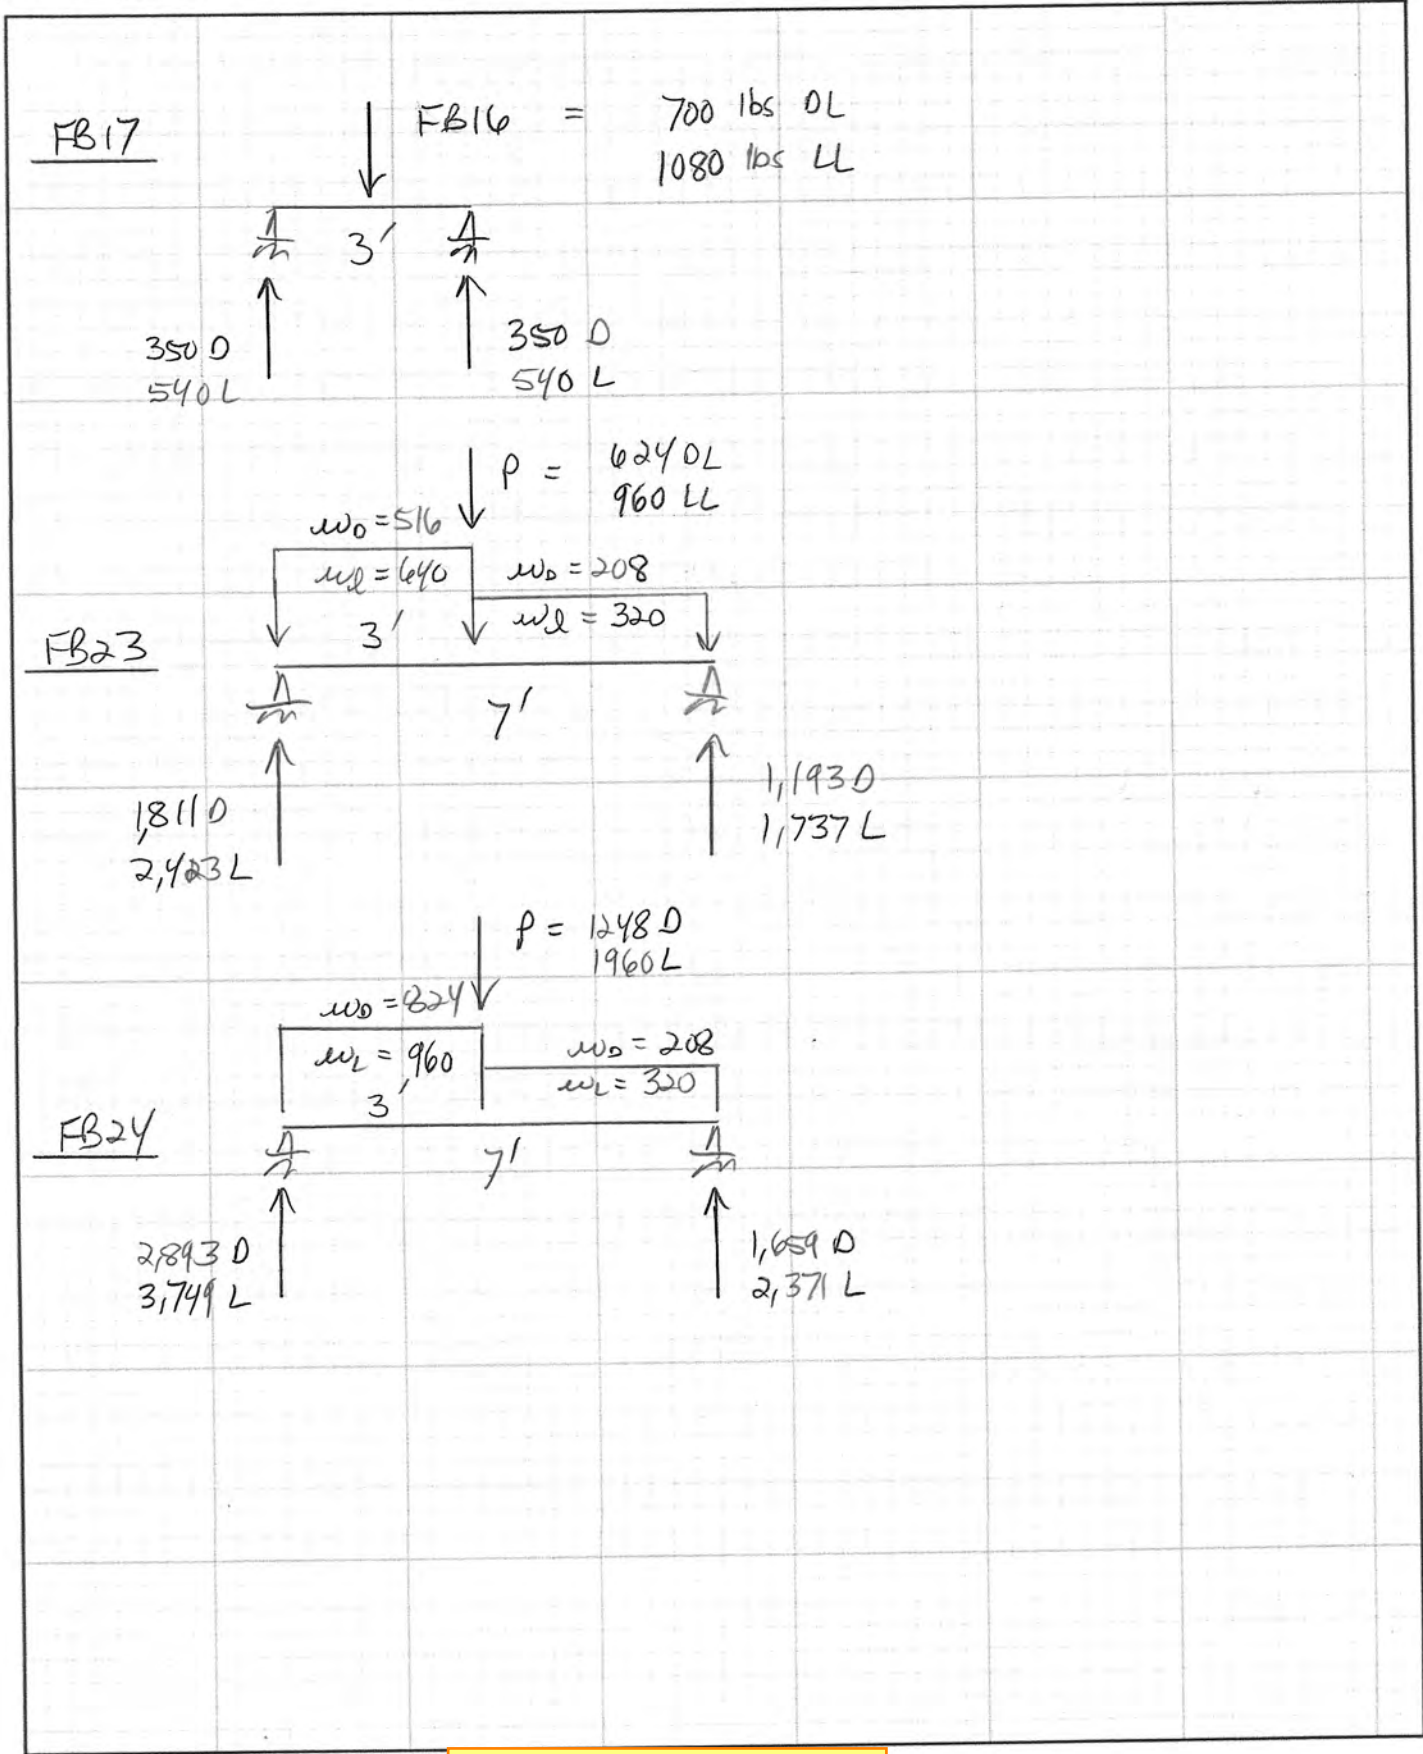 FB17
FB16 = 700 lbs DL
1080 lbs LL
3'
350 D
540 L
350 D
540 L
P = 624 DL
960 LL
wD = 516
wl = 640
wD = 208
wl = 320
3'
FB23
7'
1,811 D
2,423 L
1,193 D
1,737 L
P = 1248 D
1960 L
wD = 824
wL = 960
wD = 208
wL = 320
3'
FB24
7'
2,893 D
3,749 L
1,659 D
2,371 L